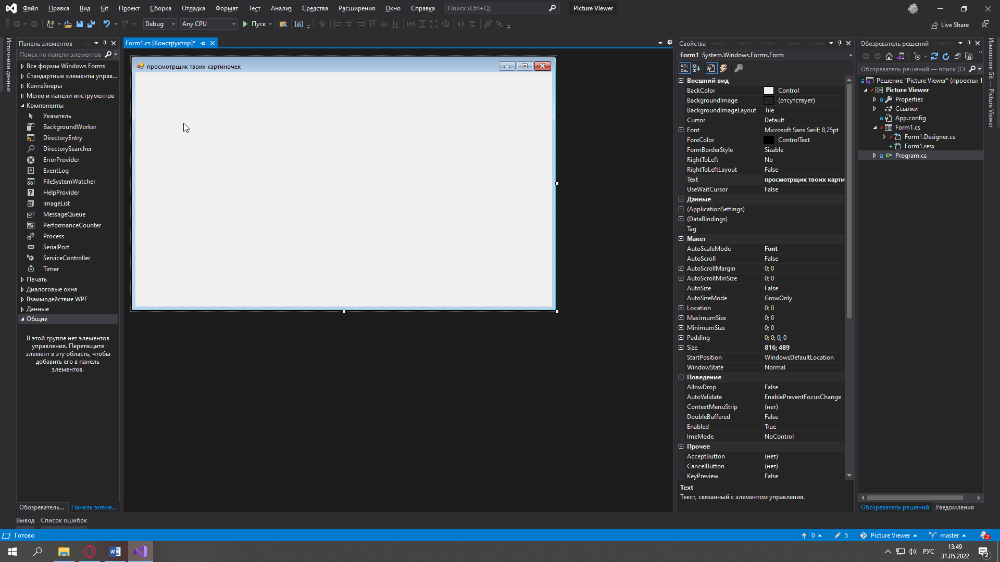 Файл Правка Вид Git Проект Сборка Отладка Формат Тест Анализ Средства Расширения Окно Справка Поиск (Ctrl+Q) Picture Viewer
Debug Any CPU Пуск Live Share
Источники данных
Панель элементов
Поиск по панели элементов
Все формы Windows Forms
Стандартные элементы управ...
Контейнеры
Меню и панели инструментов
Компоненты
Указатель
BackgroundWorker
DirectoryEntry
DirectorySearcher
ErrorProvider
EventLog
FileSystemWatcher
HelpProvider
ImageList
MessageQueue
PerformanceCounter
Process
SerialPort
ServiceController
Timer
Печать
Диалоговые окна
Взаимодействие WPF
Данные
Общие
В этой группе нет элементов
управления. Перетащите
элемент в эту область, чтобы
добавить его в панель
элементов.
Обозреватель... Панель элеме...
Form1.cs [Конструктор]*
просмотрщик твоих картиночек
Свойства
Form1 System.Windows.Forms.Form
Внешний вид
BackColor Control
BackgroundImage (отсутствует)
BackgroundImageLayout Tile
Cursor Default
Font Microsoft Sans Serif; 8,25pt
ForeColor ControlText
FormBorderStyle Sizable
RightToLeft No
RightToLeftLayout False
Text просмотрщик твоих карти
UseWaitCursor False
Данные
(ApplicationSettings)
(DataBindings)
Tag
Макет
AutoScaleMode Font
AutoScroll False
AutoScrollMargin 0; 0
AutoScrollMinSize 0; 0
AutoSize False
AutoSizeMode GrowOnly
Location 0; 0
MaximumSize 0; 0
MinimumSize 0; 0
Padding 0; 0; 0; 0
Size 816; 489
StartPosition WindowsDefaultLocation
WindowState Normal
Поведение
AllowDrop False
AutoValidate EnablePreventFocusChange
ContextMenuStrip (нет)
DoubleBuffered False
Enabled True
ImeMode NoControl
Прочее
AcceptButton (нет)
CancelButton (нет)
KeyPreview False
Text
Текст, связанный с элементом управления.
Обозреватель решений
Обозреватель решений — поиск (Ct
Решение "Picture Viewer" (проекты: 1
Picture Viewer
Properties
Ссылки
App.config
Form1.cs
Form1.Designer.cs
Form1.resx
Program.cs
Обозреватель решений Уведомления
Изменения Git — Picture Viewer
Вывод Список ошибок
Готово 0 5 Picture Viewer master 2
РУС 13:49
31.05.2022 2